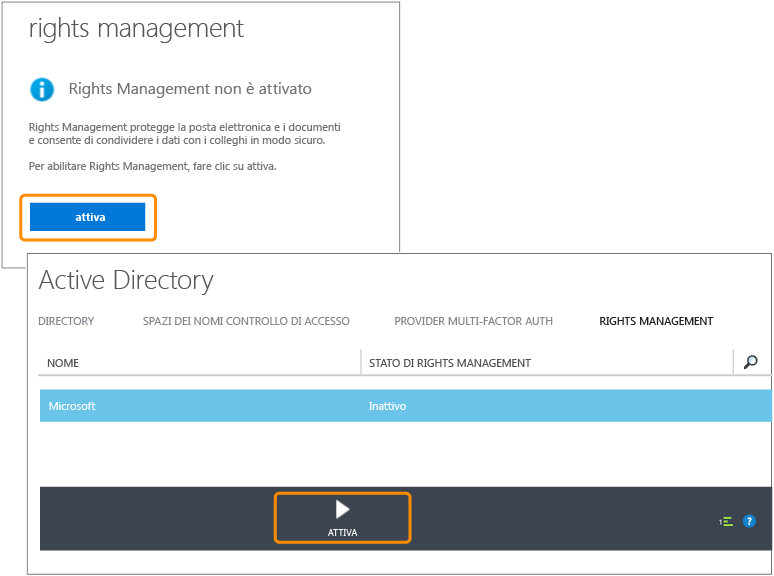 rights management
Rights Management non è attivato
Rights Management protegge la posta elettronica e i documenti
e consente di condividere i dati con i colleghi in modo sicuro.
Per abilitare Rights Management, fare clic su attiva.
attiva
Active Directory
DIRECTORY SPAZI DEI NOMI CONTROLLO DI ACCESSO PROVIDER MULTI-FACTOR AUTH RIGHTS MANAGEMENT
NOME STATO DI RIGHTS MANAGEMENT
Microsoft Inattivo
ATTIVA
1 ?